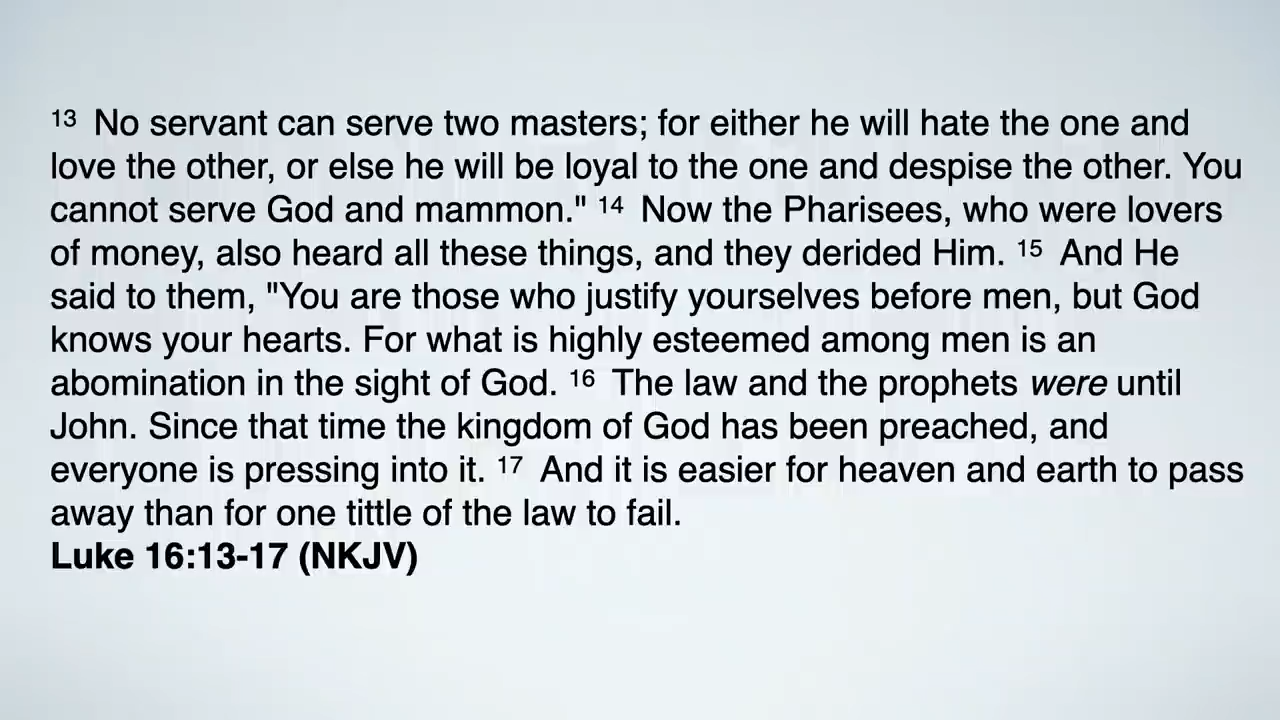 13 No servant can serve two masters; for either he will hate the one and
love the other, or else he will be loyal to the one and despise the other. You
cannot serve God and mammon." 14 Now the Pharisees, who were lovers
of money, also heard all these things, and they derided Him. 15 And He
said to them, "You are those who justify yourselves before men, but God
knows your hearts. For what is highly esteemed among men is an
abomination in the sight of God. 16 The law and the prophets were until
John. Since that time the kingdom of God has been preached, and
everyone is pressing into it. 17 And it is easier for heaven and earth to pass
away than for one tittle of the law to fail.
Luke 16:13-17 (NKJV)